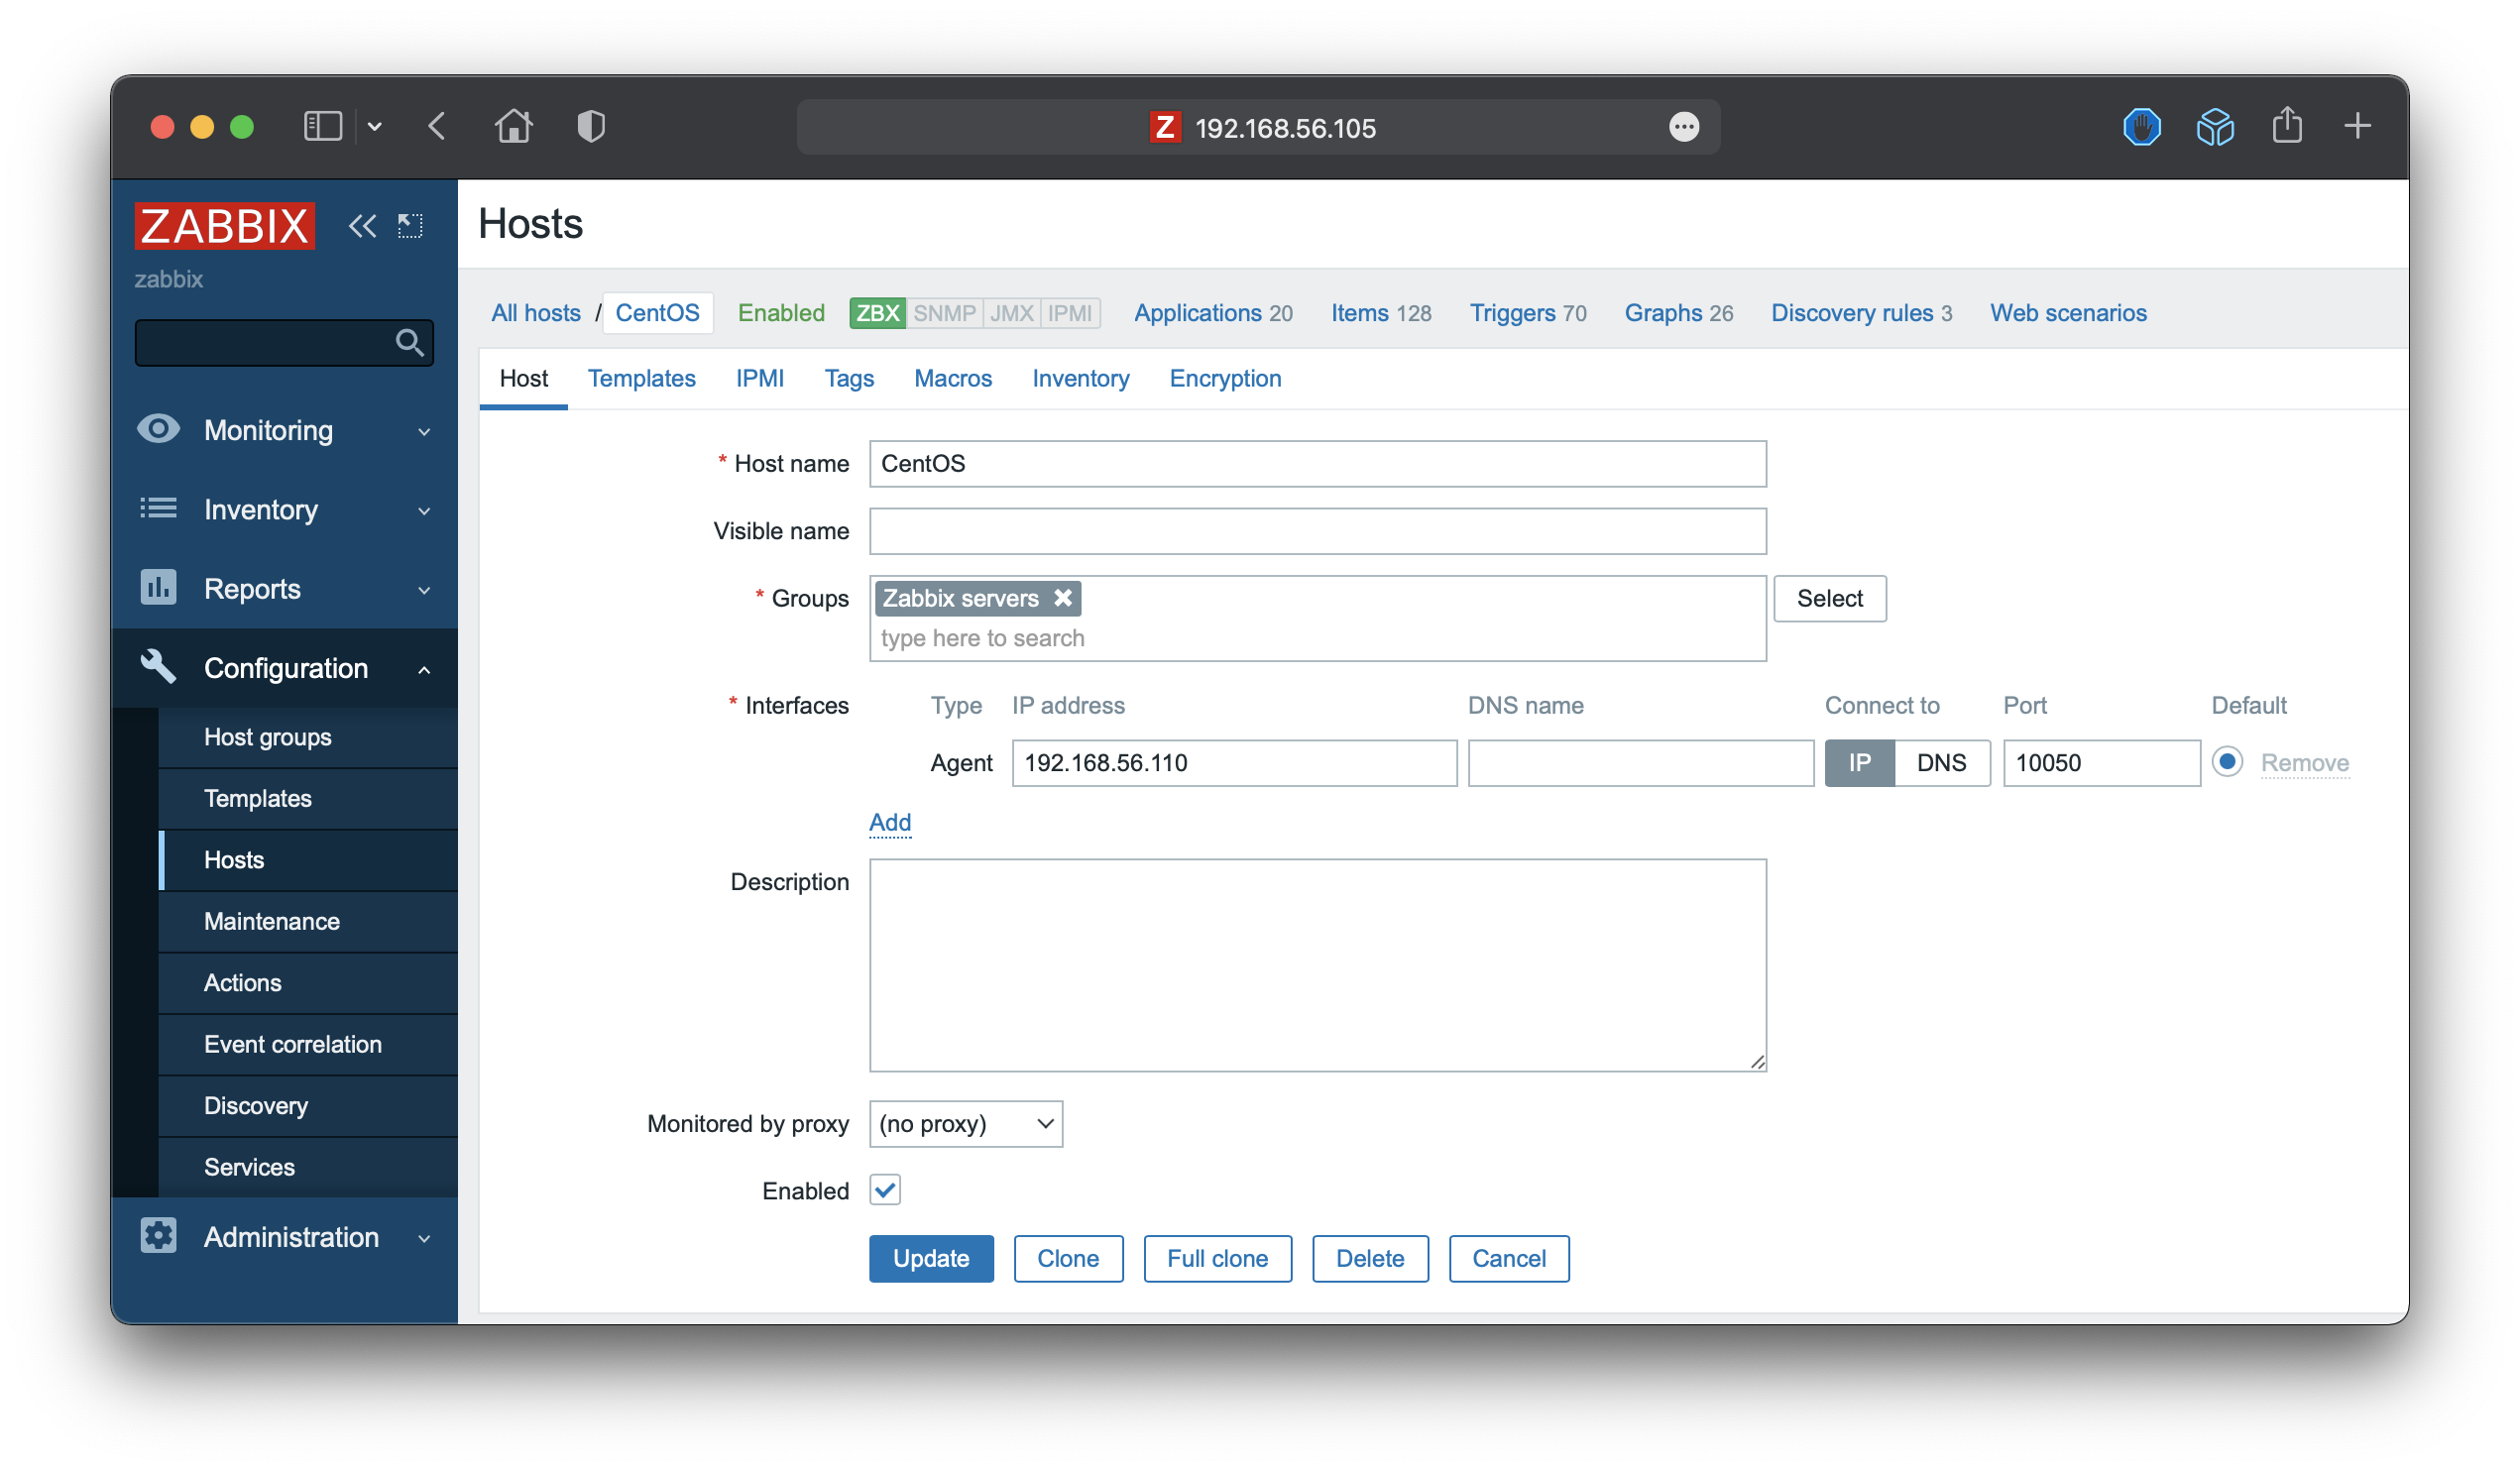 Z 192.168.56.105
ZABBIX
zabbix
Monitoring
Inventory
Reports
Configuration
Host groups
Templates
Hosts
Maintenance
Actions
Event correlation
Discovery
Services
Administration
Hosts
All hosts / CentOS Enabled ZBX SNMP JMX IPMI Applications 20 Items 128 Triggers 70 Graphs 26 Discovery rules 3 Web scenarios
Host Templates IPMI Tags Macros Inventory Encryption
* Host name CentOS
Visible name
* Groups Zabbix servers Select
type here to search
* Interfaces Type IP address DNS name Connect to Port Default
Agent 192.168.56.110 IP DNS 10050 Remove
Add
Description
Monitored by proxy (no proxy)
Enabled
Update Clone Full clone Delete Cancel